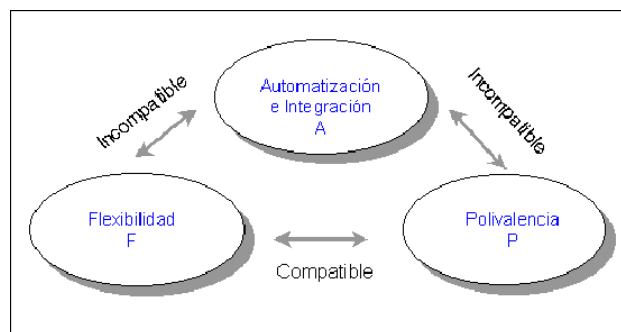 Automatización
e Integración
A
Incompatible
Incompatible
Flexibilidad
F
Polivalencia
P
Compatible